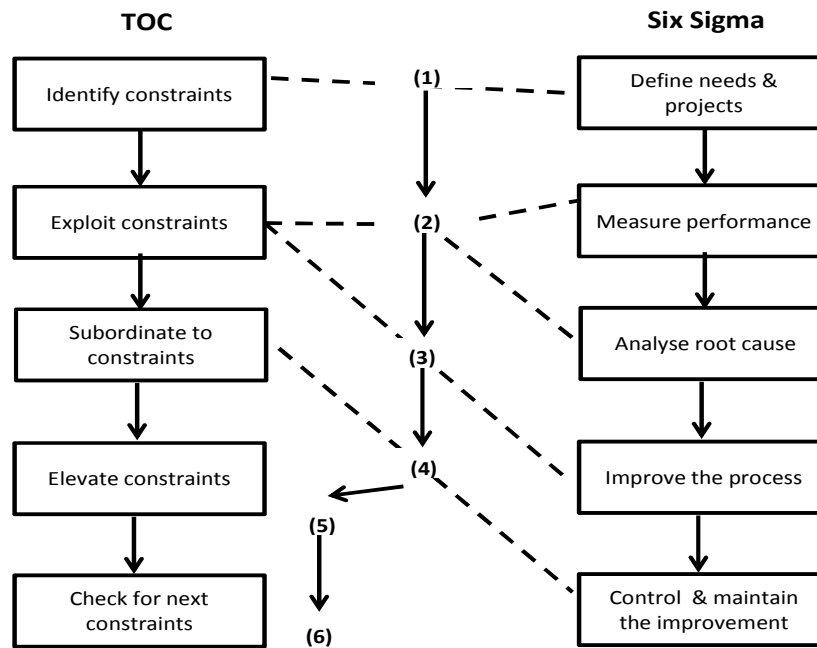 TOC
Six Sigma
Identify constraints
(1)
Define needs &
projects
Exploit constraints
(2)
Measure performance
Subordinate to
constraints
(3)
Analyse root cause
Elevate constraints
(4)
Improve the process
(5)
Check for next
constraints
(6)
Control & maintain
the improvement